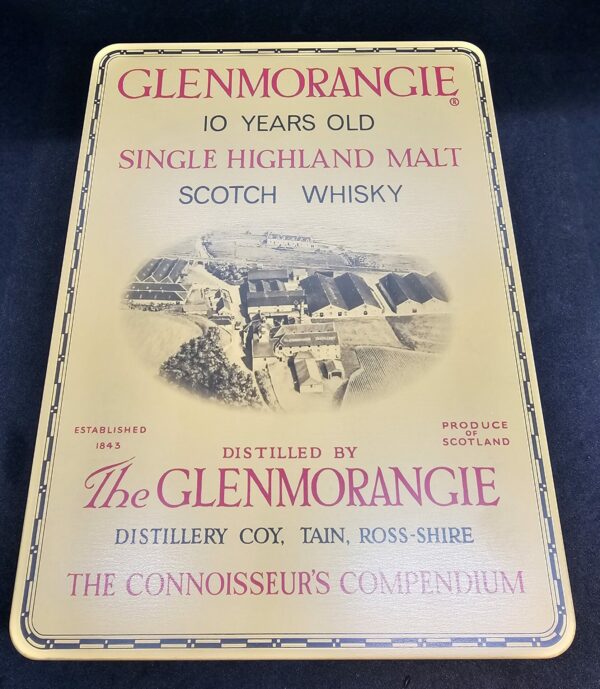 GLENMORANGIE®
10 YEARS OLD
SINGLE HIGHLAND MALT
SCOTCH WHISKY
ESTABLISHED
1843
PRODUCE
OF
SCOTLAND
DISTILLED BY
The GLENMORANGIE
DISTILLERY COY, TAIN, ROSS-SHIRE
THE CONNOISSEUR'S COMPENDIUM